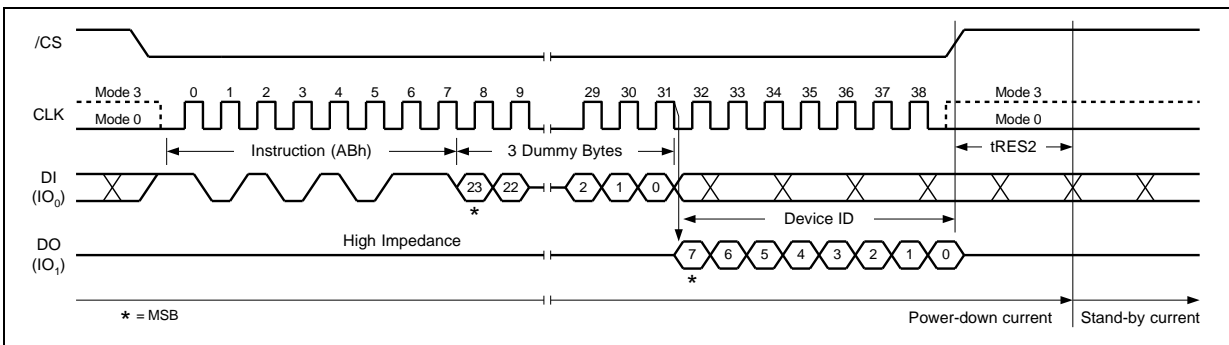 /CS
Mode 3 0 1 2 3 4 5 6 7 8 9 29 30 31 32 33 34 35 36 37 38 Mode 3
CLK
Mode 0 Mode 0
Instruction (ABh) 3 Dummy Bytes tRES2
DI
(IO0)
23 22 2 1 0
*
Device ID
DO
(IO1)
High Impedance
7 6 5 4 3 2 1 0
*
* = MSB
Power-down current Stand-by current